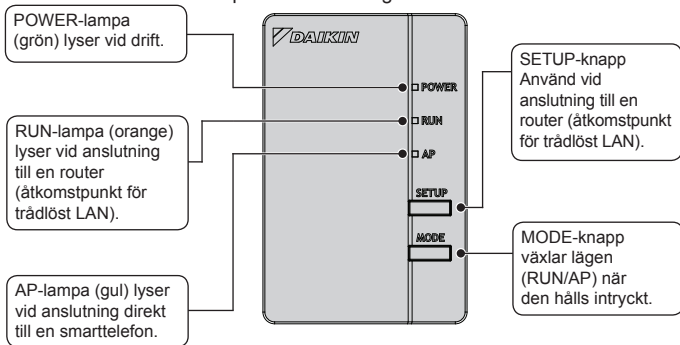 POWER-lampa
(grön) lyser vid drift.
RUN-lampa (orange)
lyser vid anslutning
till en router
(åtkomstpunkt för
trådlöst LAN).
AP-lampa (gul) lyser
vid anslutning direkt
till en smarttelefon.
DAIKIN
POWER
RUN
AP
SETUP
MODE
SETUP-knapp
Använd vid
anslutning till en
router (åtkomstpunkt
för trådlöst LAN).
MODE-knapp
växlar lägen
(RUN/AP) när
den hålls intryckt.